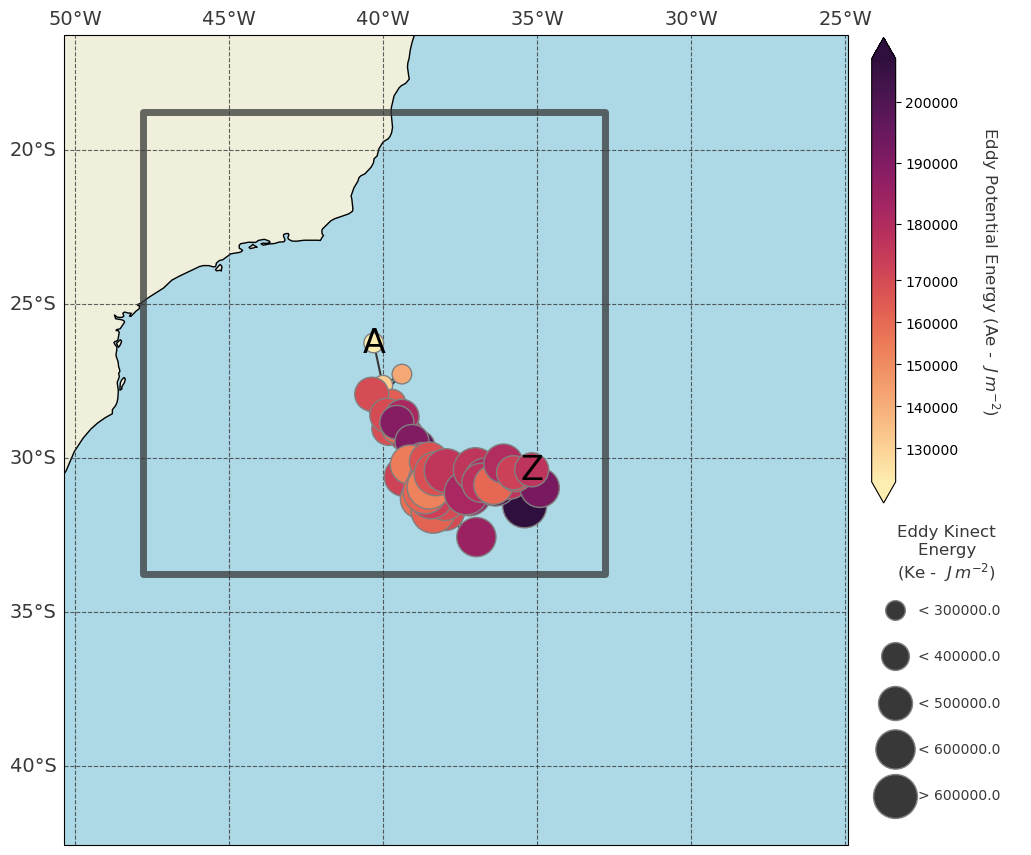 50°W 45°W 40°W 35°W 30°W 25°W
20°S
25°S
30°S
35°S
40°S
A
Z
200000
190000
180000
170000
160000
150000
140000
130000
Eddy Potential Energy (Ae - J m⁻²)
Eddy Kinect
Energy
(Ke - J m⁻²)
< 300000.0
< 400000.0
< 500000.0
< 600000.0
> 600000.0